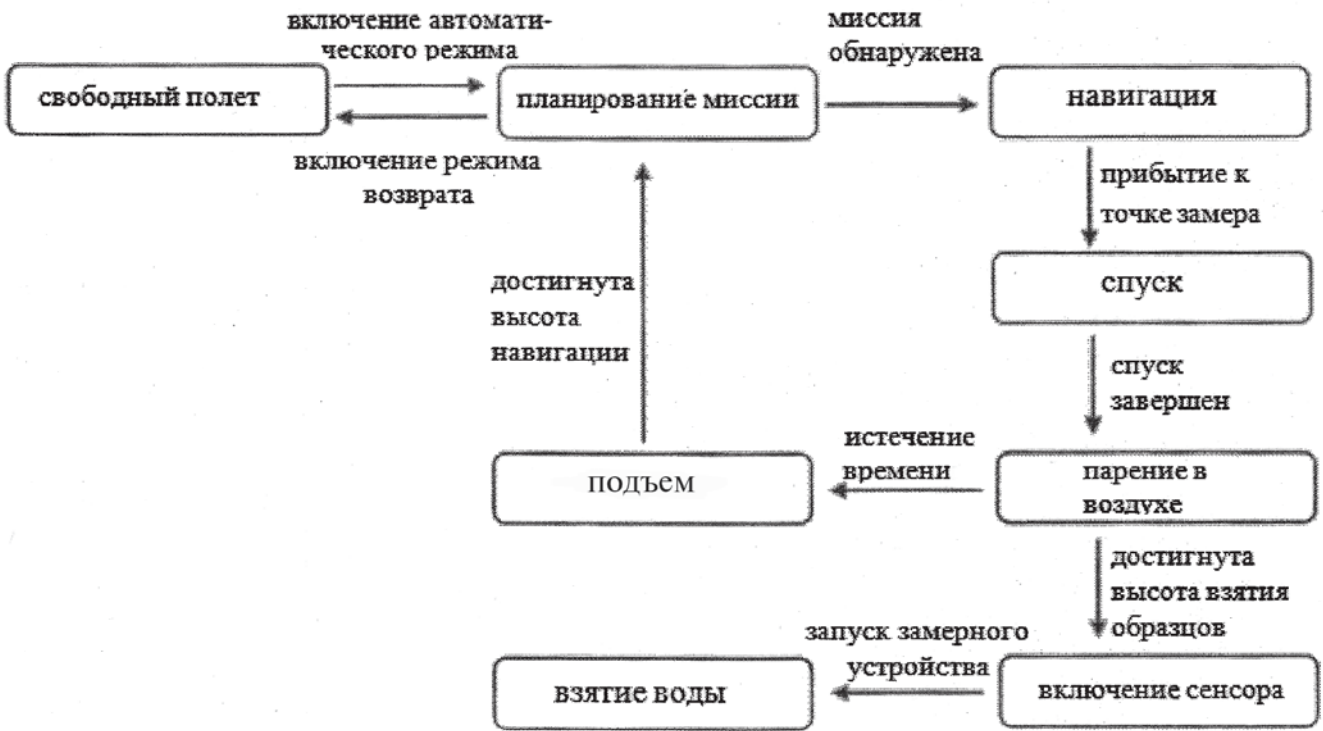 включение автомати-
ческого режима
миссия
обнаружена
свободный полет
планирование миссии
навигация
включение режима
возврата
прибытие к
точке замера
достигнута
высота
навигации
спуск
спуск
завершен
истечение
времени
подъем
парение в
воздухе
достигнута
высота взятия
образцов
запуск замерного
устройства
взятие воды
включение сенсора